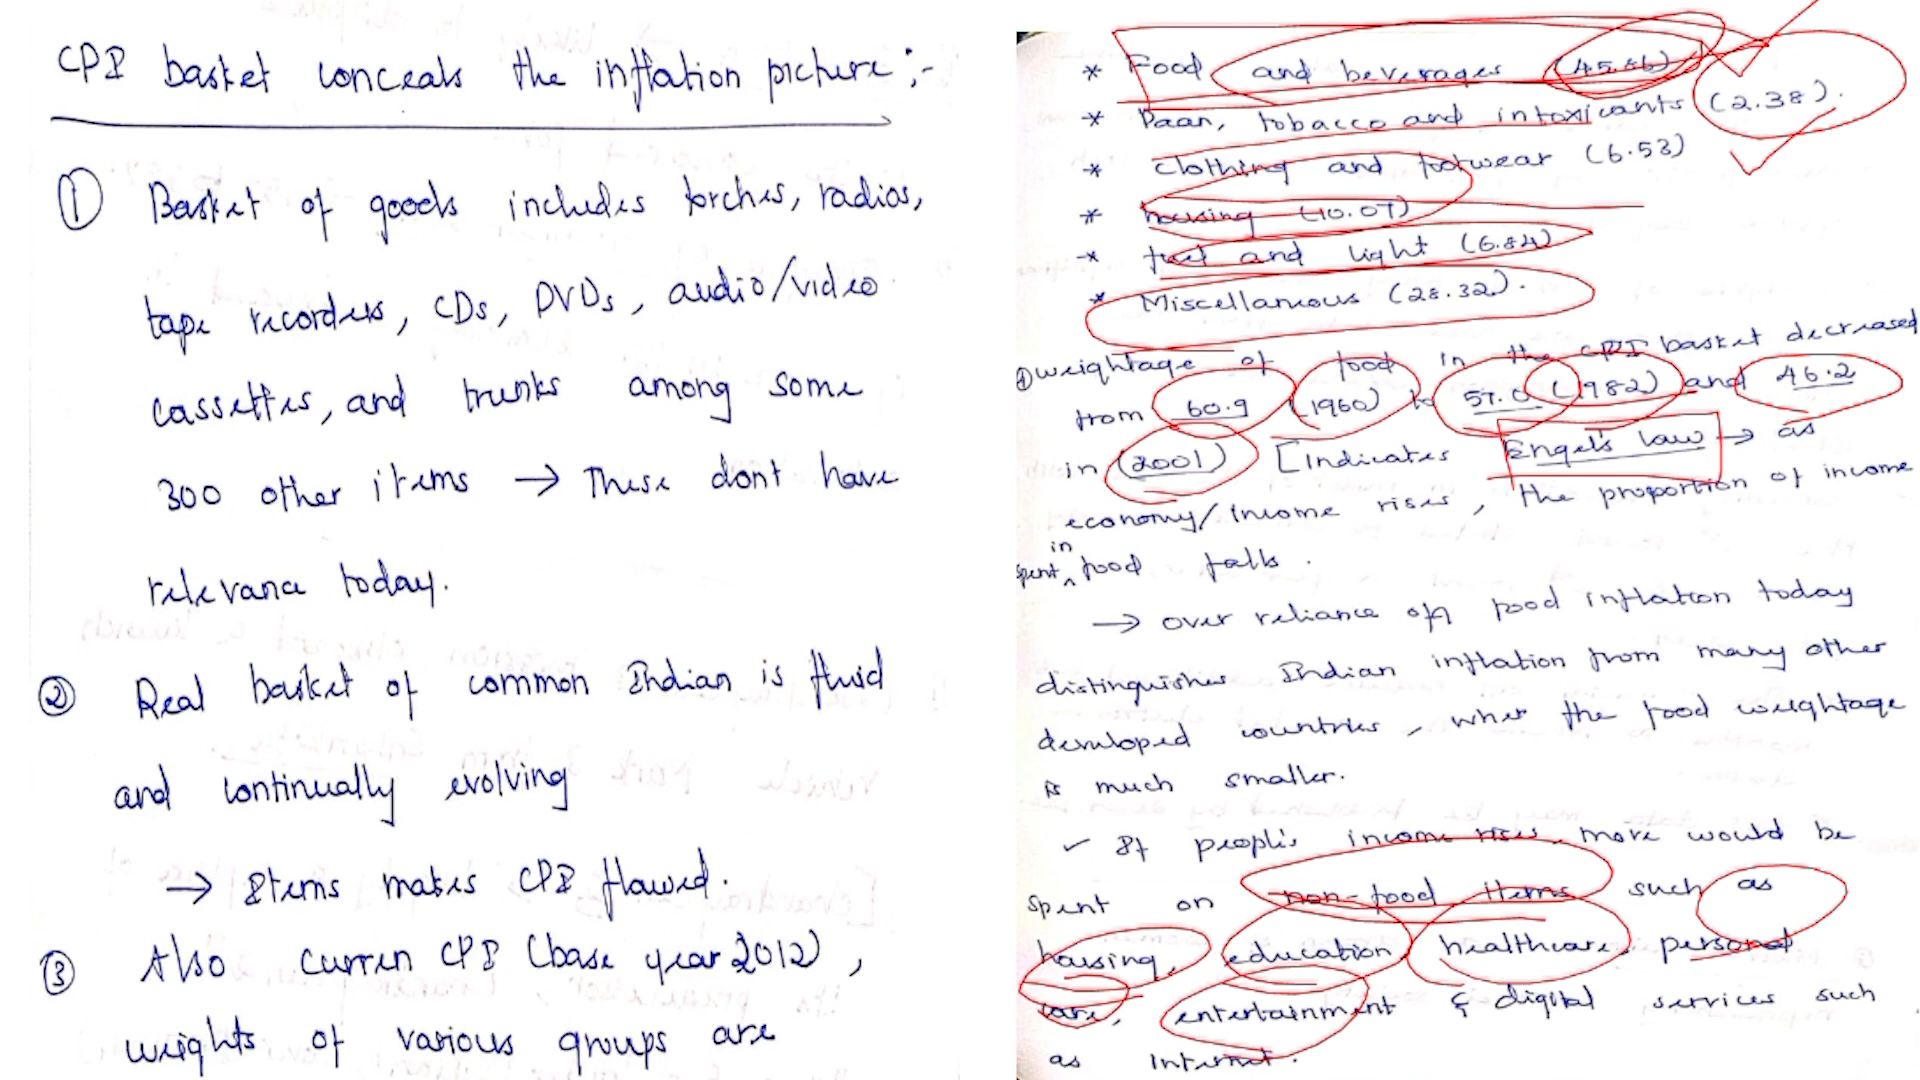 CPI basket conceals the inflation picture :-
① Basket of goods includes torches, radios,
tape recorders, CDs, DVDs, audio/video
cassettes, and trunks among some
300 other items → These dont have
relevance today.
② Real basket of common Indian is fluid
and continually evolving
→ Items makes CPI flawed.
③ Also curren CPI (base year 2012),
weights of various groups are
* Food and beverages (45.86)
* Paan, tobacco and intoxicants (2.38).
* Clothing and footwear (6.53)
* housing (10.07)
* fuel and light (6.84)
* Miscellaneous (28.32).
④ weightage of food in the CPI basket decreased
from 60.9 (1960) to 57.0 (1982) and 46.2
in (2001) [Indicates Engel's law → as
economy/income rises, the proportion of income
spent in food falls.
→ over reliance on food inflation today
distinguishes Indian inflation from many other
developed countries, wher the food weightage
is much smaller.
✓ If people's income rises, more would be
spent on non-food items such as
housing, education, healthcare, personal
care, entertainment & digital services such
as Internet.